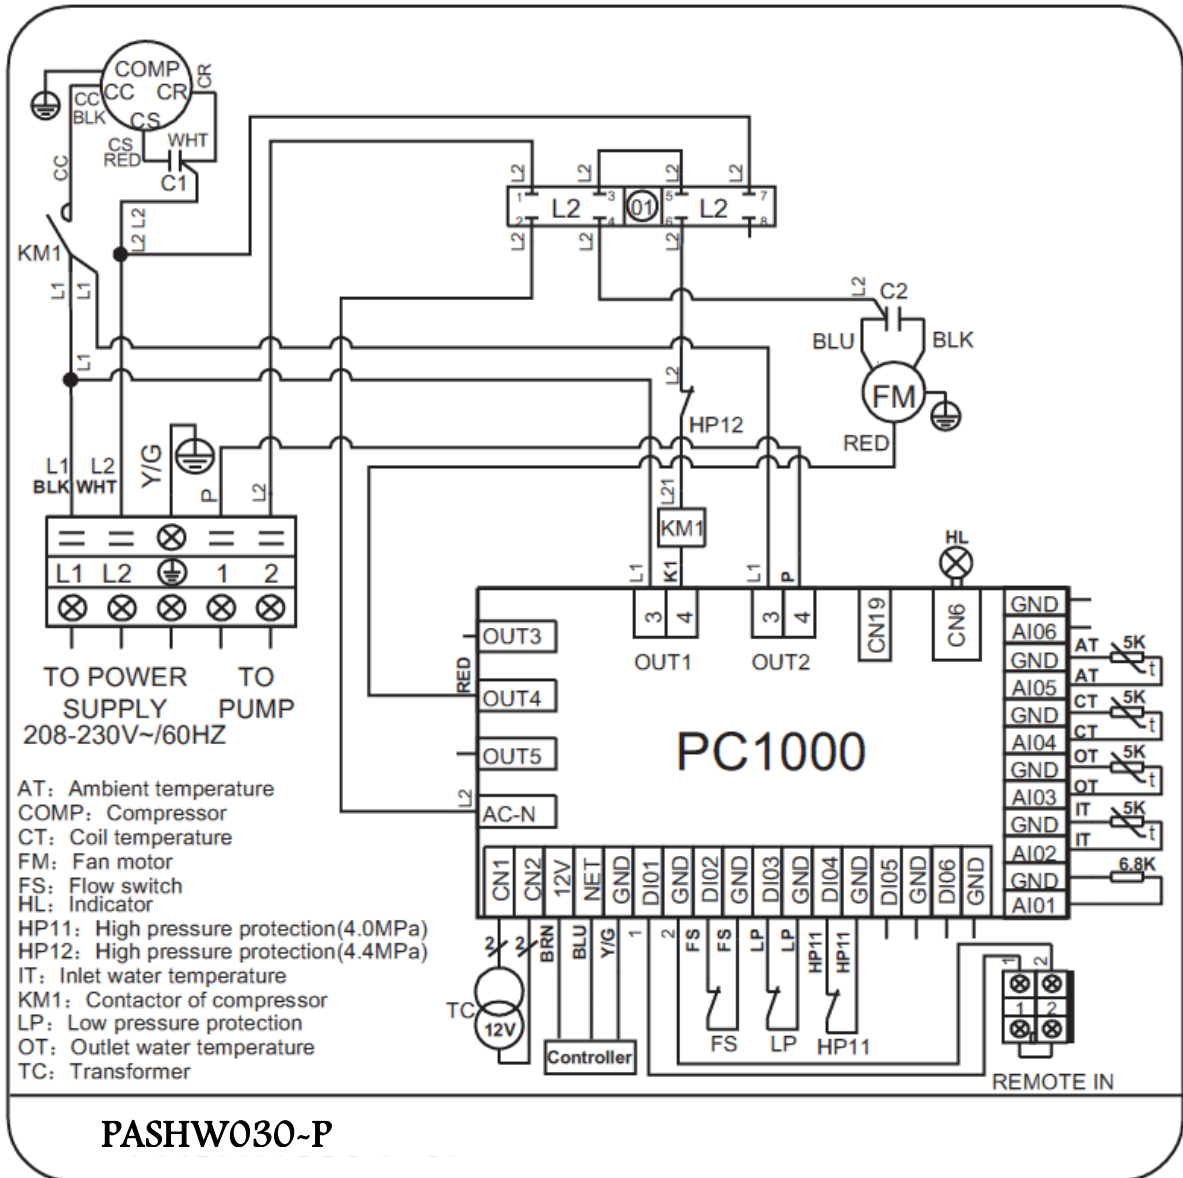 COMP
CC
CR
CS
CR
CC
BLK
CS
RED
WHT
C1
CC
L2
L2
KM1
L1
L1
L1
L2
L2
L2
L2
1
3
5
7
L2
01
L2
2
4
6
8
L2
L2
L2
L2
C2
BLU
BLK
FM
RED
L2
HP12
L21
KM1
L1
L2
Y/G
BLK
WHT
P
L2
L1
L2
1
2
TO POWER
SUPPLY
208-230V~/60HZ
TO
PUMP
L1
K1
L1
P
HL
3
4
3
4
CN19
CN6
OUT1
OUT2
OUT3
RED
OUT4
OUT5
L2
AC-N
PC1000
GND
AI06
GND
AI05
GND
AI04
GND
AI03
GND
AI02
GND
AI01
AT
5K
t
AT
CT
5K
t
CT
OT
5K
t
OT
IT
5K
t
IT
6.8K
CN1
CN2
12V
NET
GND
DI01
GND
DI02
GND
DI03
GND
DI04
GND
DI05
GND
DI06
GND
2
2
BRN
BLU
Y/G
1
2
FS
FS
LP
LP
HP11
HP11
TC
12V
Controller
FS
LP
HP11
1
2
1
2
REMOTE IN
AT: Ambient temperature
COMP: Compressor
CT: Coil temperature
FM: Fan motor
FS: Flow switch
HL: Indicator
HP11: High pressure protection(4.0MPa)
HP12: High pressure protection(4.4MPa)
IT: Inlet water temperature
KM1: Contactor of compressor
LP: Low pressure protection
OT: Outlet water temperature
TC: Transformer
PASHW030-P